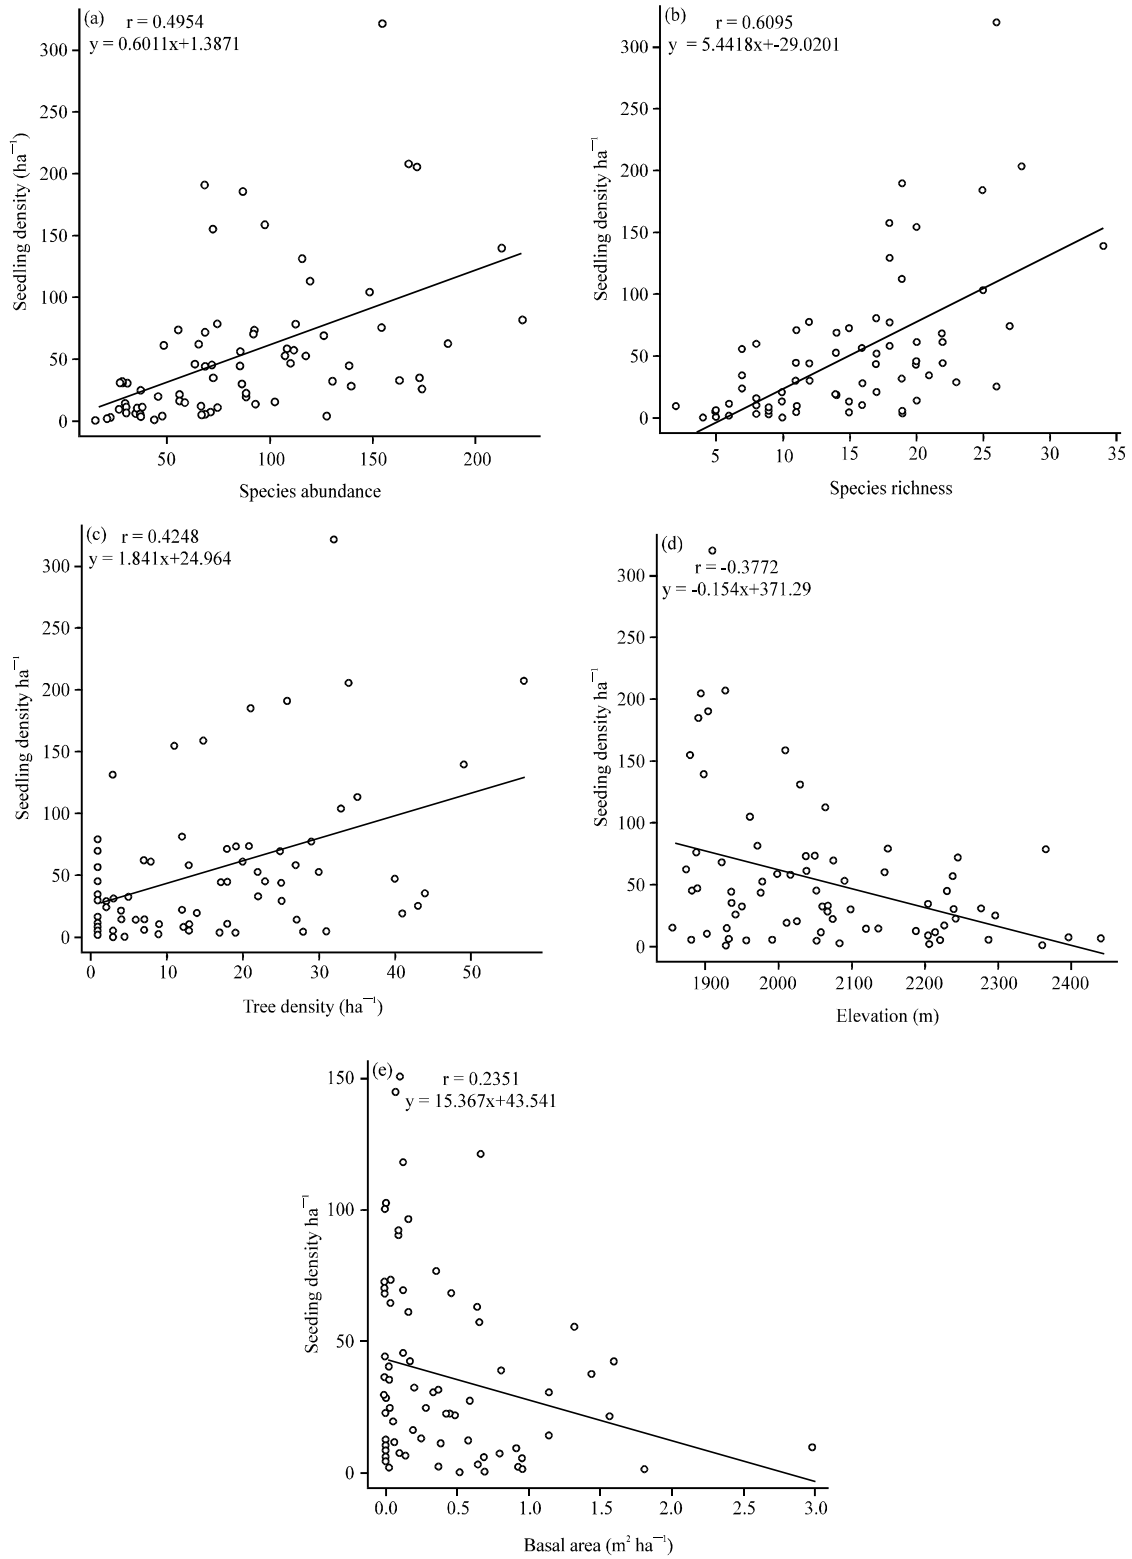 (a)
r = 0.4954
y = 0.6011x+1.3871
300
250
200
150
100
50
0
Seedling density (ha⁻¹)
50 100 150 200
Species abundance
(b)
r = 0.6095
y = 5.4418x+-29.0201
300
250
200
150
100
50
0
Seedling density ha⁻¹
5 10 15 20 25 30 35
Species richness
(c)
r = 0.4248
y = 1.841x+24.964
300
250
200
150
100
50
0
Seedling density ha⁻¹
0 10 20 30 40 50
Tree density (ha⁻¹)
(d)
r = -0.3772
y = -0.154x+371.29
300
250
200
150
100
50
0
Seeding density ha⁻¹
1900 2000 2100 2200 2300 2400
Elevation (m)
(e)
r = 0.2351
y = 15.367x+43.541
150
100
50
0
Seeding density ha⁻¹
0.0 0.5 1.0 1.5 2.0 2.5 3.0
Basal area (m² ha⁻¹)